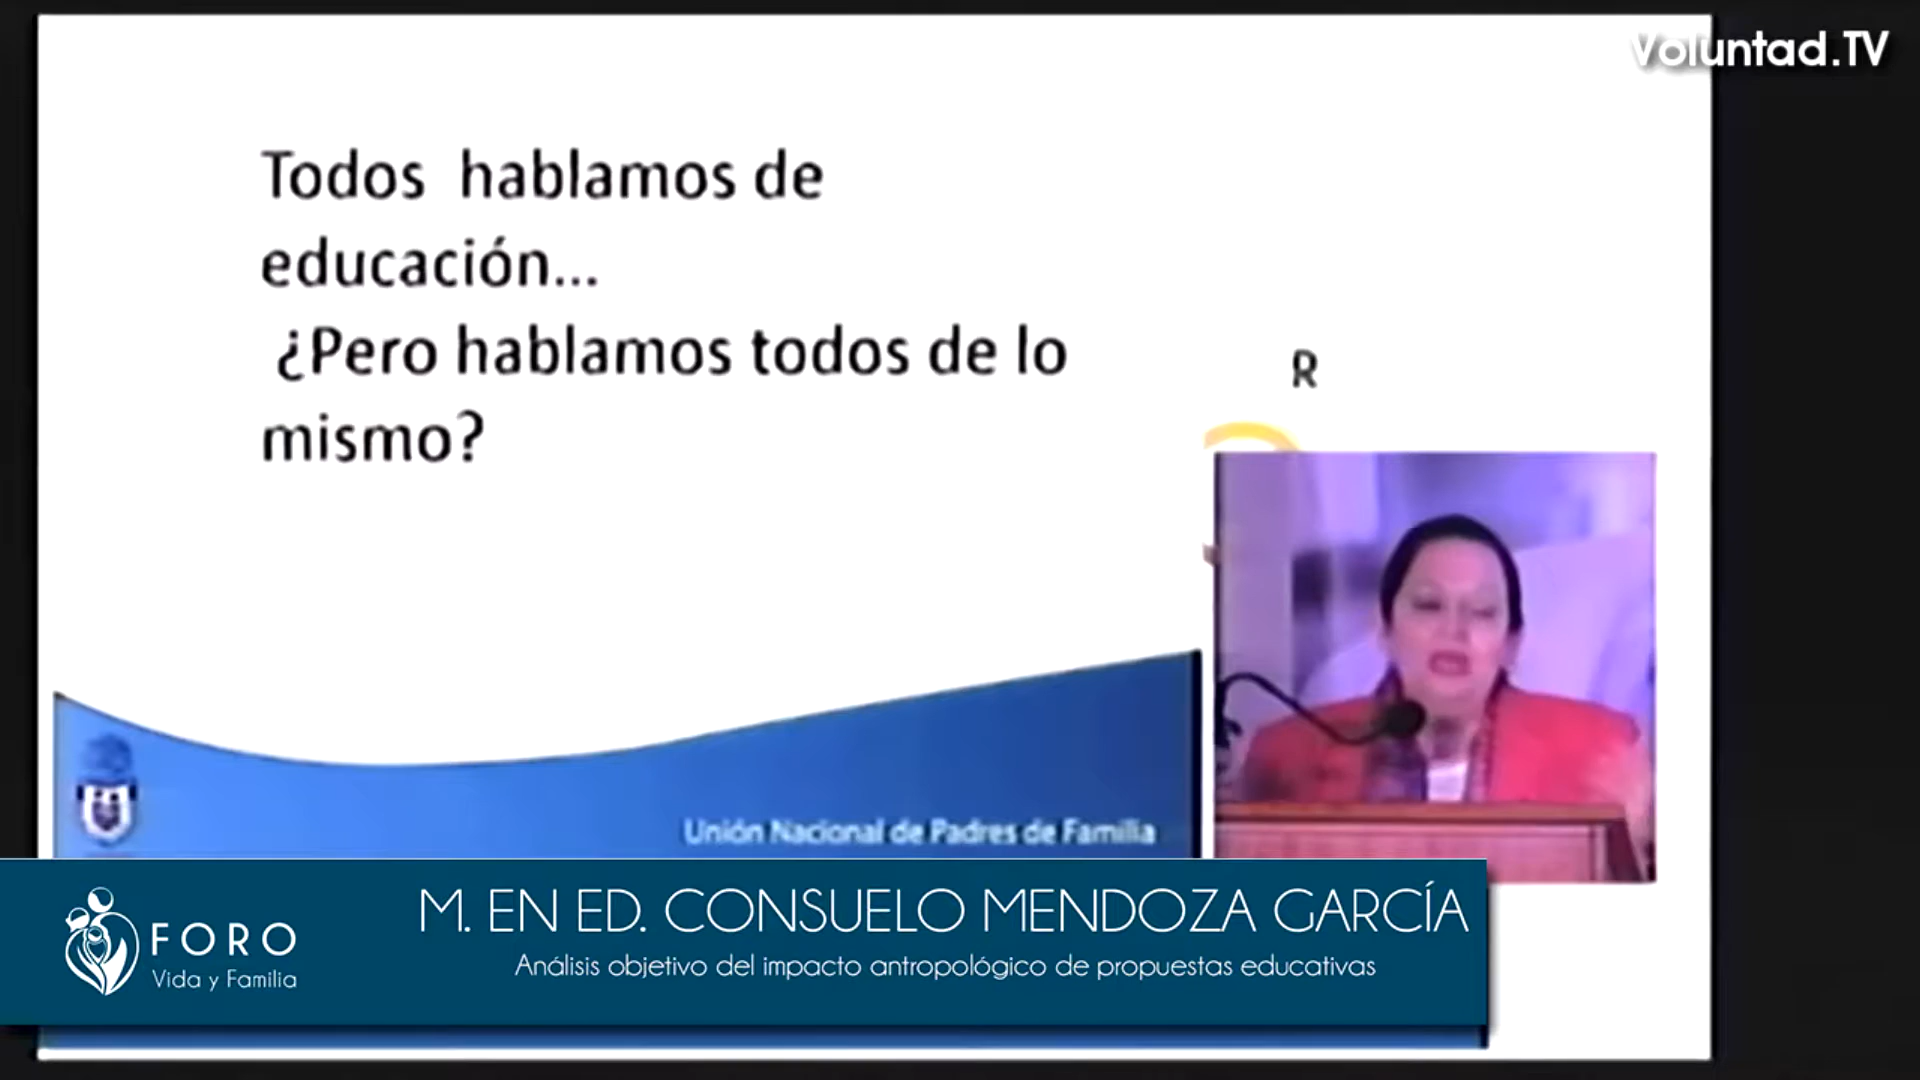 Voluntad.TV
Todos hablamos de
educación...
¿Pero hablamos todos de lo
mismo?
R
Unión Nacional de Padres de Familia
FORO
Vida y Familia
M. EN ED. CONSUELO MENDOZA GARCÍA
Análisis objetivo del impacto antropológico de propuestas educativas